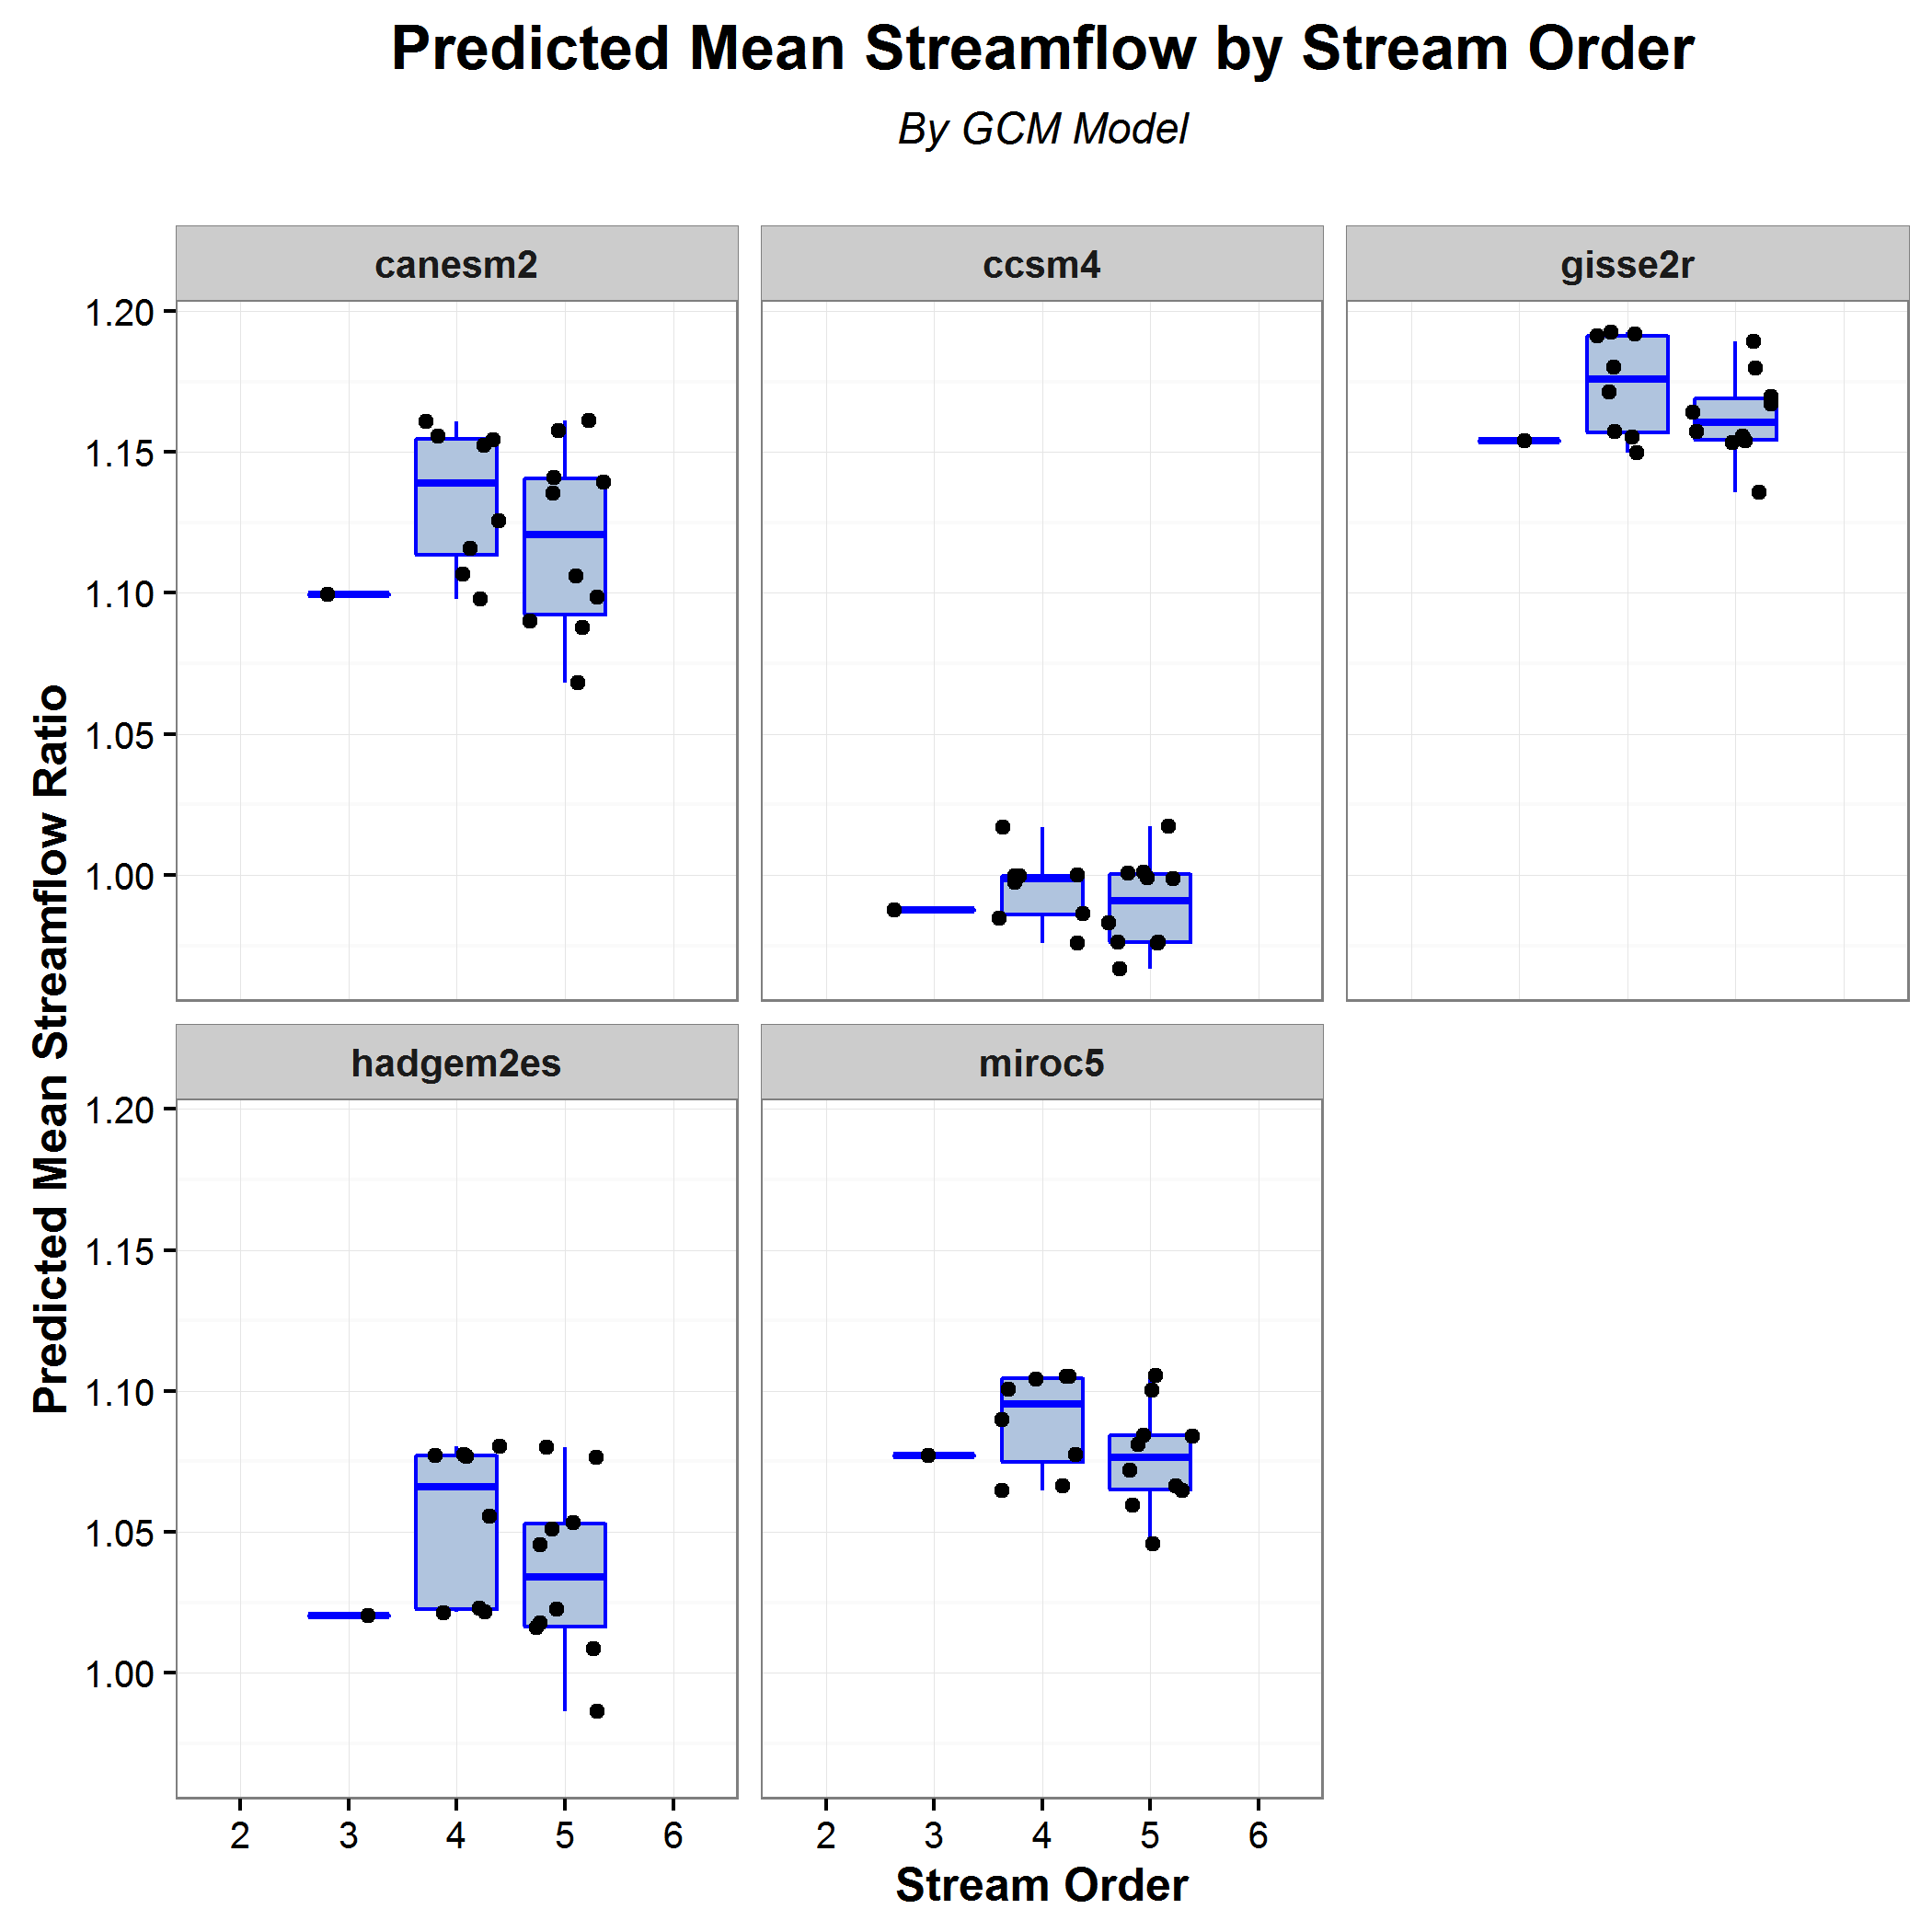 Predicted Mean Streamflow by Stream Order
By GCM Model
canesm2
ccsm4
gisse2r
1.20
1.15
1.10
1.05
1.00
hadgem2es
miroc5
1.20
1.15
1.10
1.05
1.00
Predicted Mean Streamflow Ratio
2 3 4 5 6
2 3 4 5 6
Stream Order